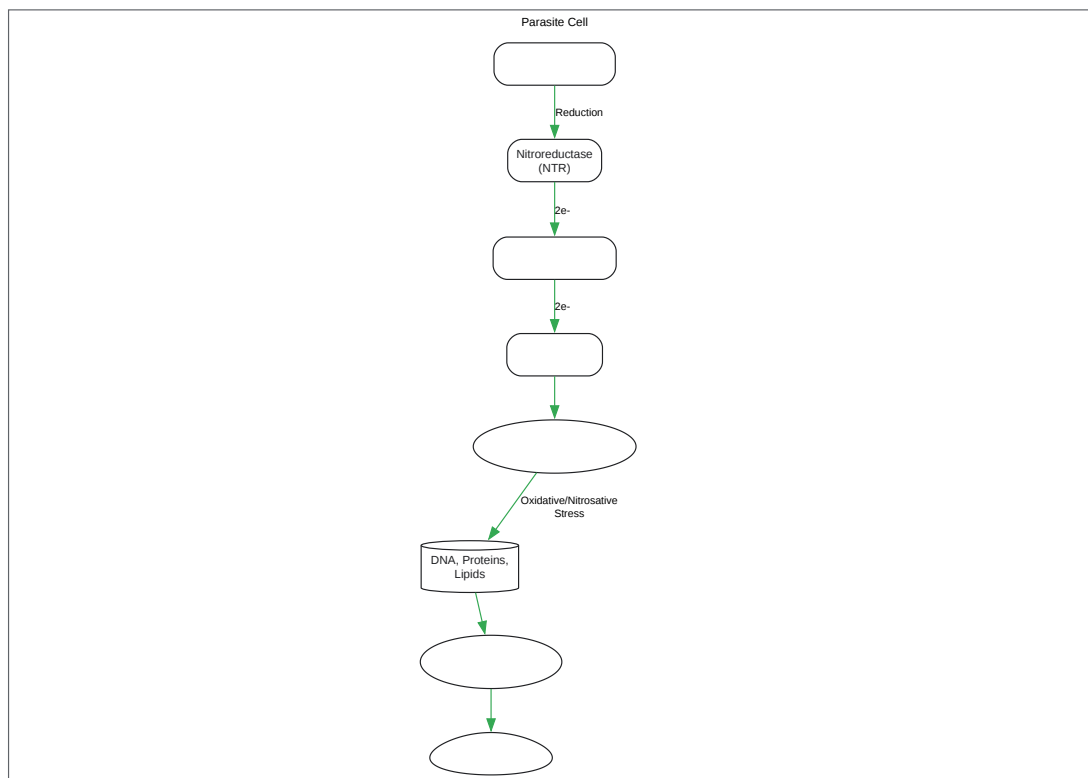 Parasite Cell
Reduction
Nitroreductase
(NTR)
2e-
2e-
Oxidative/Nitrosative
Stress
DNA, Proteins,
Lipids